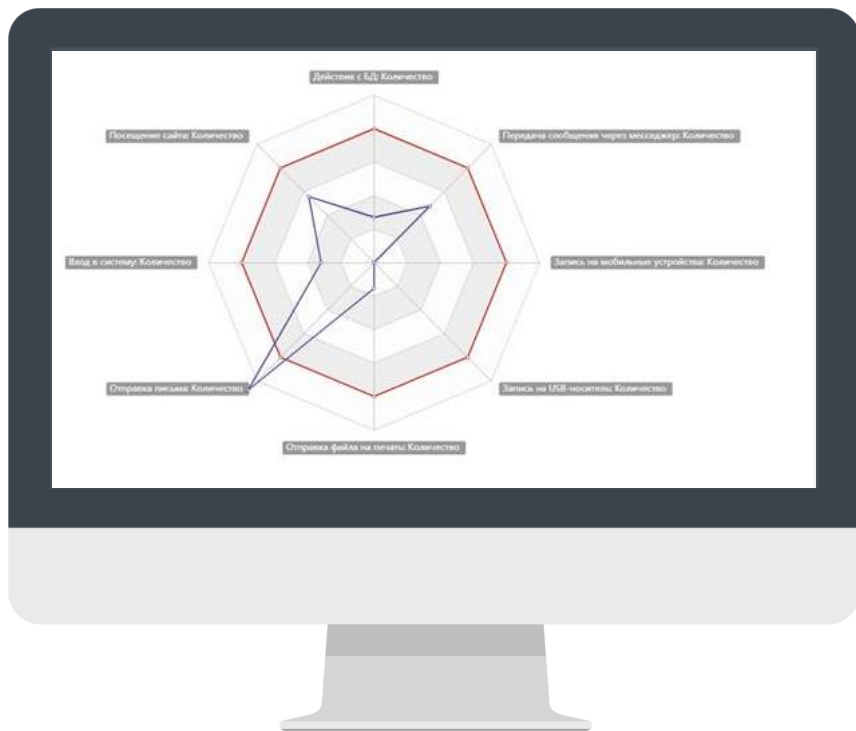 Действия с БД: Количество
Посещение сайта: Количество
Передача сообщения через мессенджер: Количество
Вход в систему: Количество
Запись на мобильные устройства: Количество
Отправка письма: Количество
Запись на USB-носитель: Количество
Отправка файла на печать: Количество